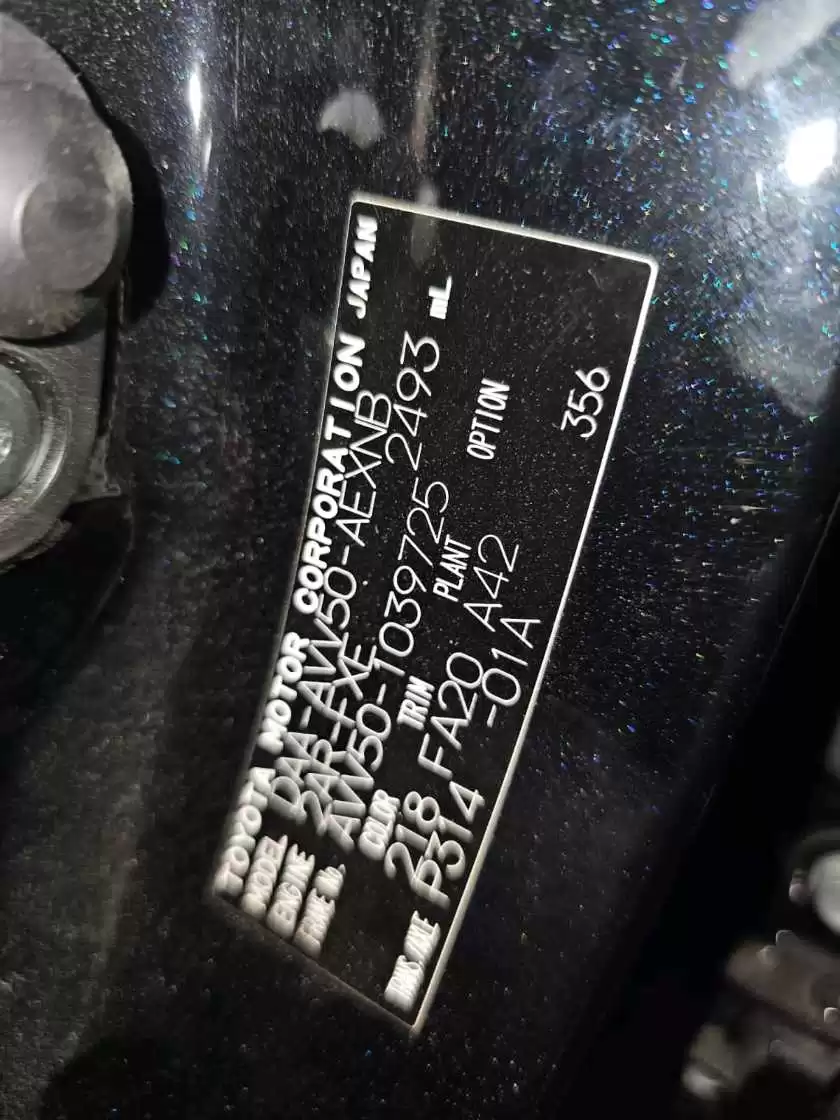 TOYOTA MOTOR CORPORATION JAPAN
MODEL DAA-AVV50-AEXNB
ENGINE 2AR-FXE 2493 mL
FRAME No. AVV50-1039725
COLOR TRIM PLANT OPTION
218 FA20 A42
TRANS/AXLE P314 -01A 356